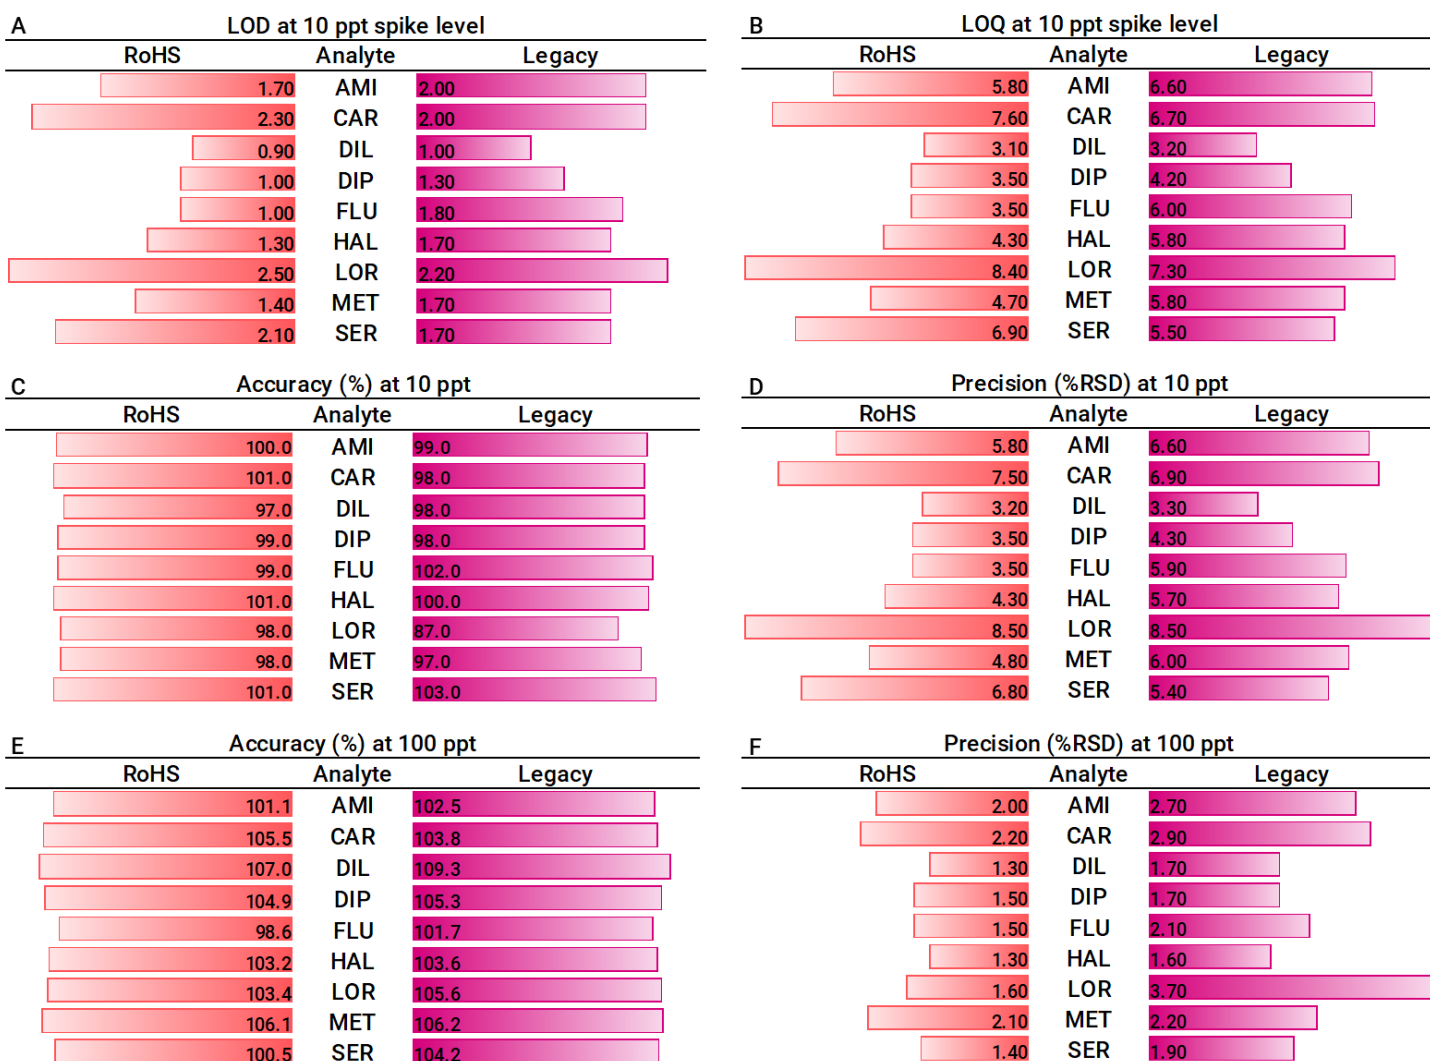 A LOD at 10 ppt spike level
RoHS Analyte Legacy
1.70 AMI 2.00
2.30 CAR 2.00
0.90 DIL 1.00
1.00 DIP 1.30
1.00 FLU 1.80
1.30 HAL 1.70
2.50 LOR 2.20
1.40 MET 1.70
2.10 SER 1.70
B LOQ at 10 ppt spike level
RoHS Analyte Legacy
5.80 AMI 6.60
7.60 CAR 6.70
3.10 DIL 3.20
3.50 DIP 4.20
3.50 FLU 6.00
4.30 HAL 5.80
8.40 LOR 7.30
4.70 MET 5.80
6.90 SER 5.50
C Accuracy (%) at 10 ppt
RoHS Analyte Legacy
100.0 AMI 99.0
101.0 CAR 98.0
97.0 DIL 98.0
99.0 DIP 98.0
99.0 FLU 102.0
101.0 HAL 100.0
98.0 LOR 87.0
98.0 MET 97.0
101.0 SER 103.0
D Precision (%RSD) at 10 ppt
RoHS Analyte Legacy
5.80 AMI 6.60
7.50 CAR 6.90
3.20 DIL 3.30
3.50 DIP 4.30
3.50 FLU 5.90
4.30 HAL 5.70
8.50 LOR 8.50
4.80 MET 6.00
6.80 SER 5.40
E Accuracy (%) at 100 ppt
RoHS Analyte Legacy
101.1 AMI 102.5
105.5 CAR 103.8
107.0 DIL 109.3
104.9 DIP 105.3
98.6 FLU 101.7
103.2 HAL 103.6
103.4 LOR 105.6
106.1 MET 106.2
100.5 SER 104.2
F Precision (%RSD) at 100 ppt
RoHS Analyte Legacy
2.00 AMI 2.70
2.20 CAR 2.90
1.30 DIL 1.70
1.50 DIP 1.70
1.50 FLU 2.10
1.30 HAL 1.60
1.60 LOR 3.70
2.10 MET 2.20
1.40 SER 1.90